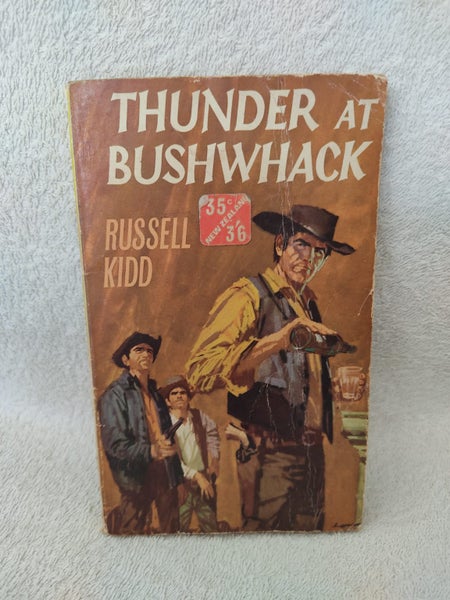 THUNDER AT
BUSHWHACK
35c
NEW ZEALAND
3'6
RUSSELL
KIDD